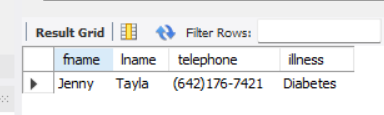 Result Grid Filter Rows:
fname lname telephone illness
Jenny Tayla (642)176-7421 Diabetes